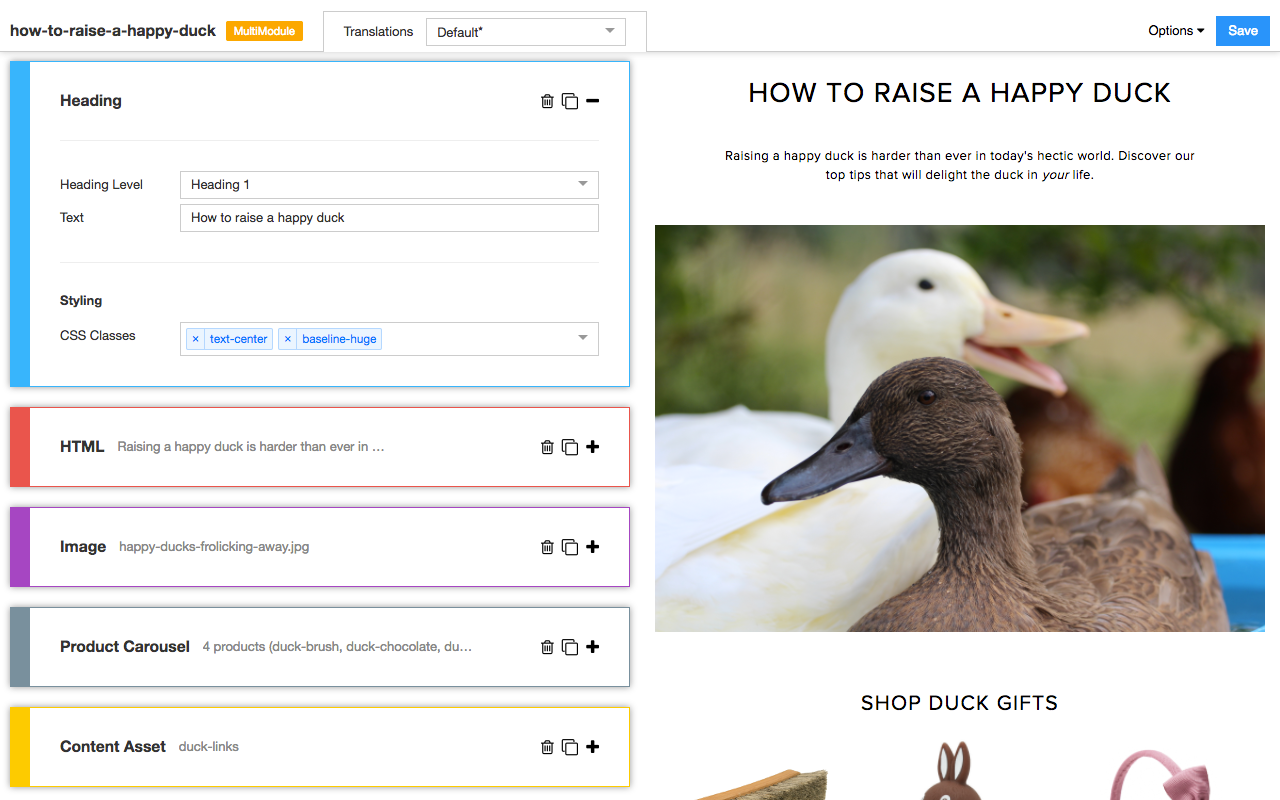 how-to-raise-a-happy-duck MultiModule Translations Default* Options Save
Heading
Heading Level Heading 1
Text How to raise a happy duck
Styling
CSS Classes × text-center × baseline-huge
HTML Raising a happy duck is harder than ever in …
Image happy-ducks-frolicking-away.jpg
Product Carousel 4 products (duck-brush, duck-chocolate, du…
Content Asset duck-links
HOW TO RAISE A HAPPY DUCK
Raising a happy duck is harder than ever in today's hectic world. Discover our
top tips that will delight the duck in your life.
SHOP DUCK GIFTS